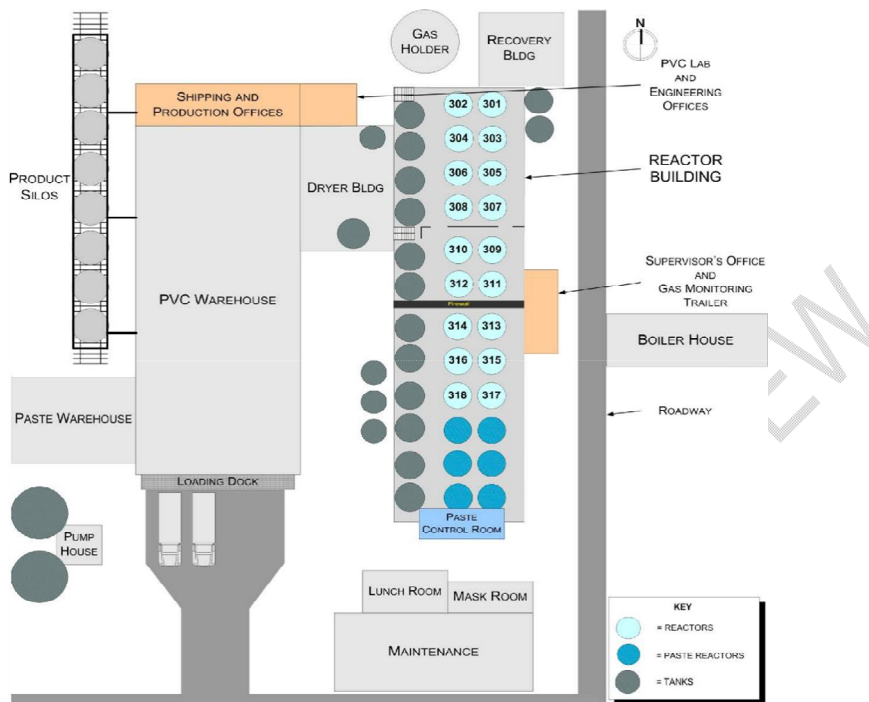 GAS
HOLDER
RECOVERY
BLDG
N
PVC LAB
AND
ENGINEERING
OFFICES
SHIPPING AND
PRODUCTION OFFICES
302 301
304 303
306 305
308 307
310 309
312 311
Firewall
314 313
316 315
318 317
REACTOR
BUILDING
PRODUCT
SILOS
DRYER BLDG
SUPERVISOR'S OFFICE
AND
GAS MONITORING
TRAILER
PVC WAREHOUSE
BOILER HOUSE
PASTE WAREHOUSE
ROADWAY
LOADING DOCK
PASTE
CONTROL ROOM
PUMP
HOUSE
LUNCH ROOM
MASK ROOM
MAINTENANCE
KEY
= REACTORS
= PASTE REACTORS
= TANKS
EW